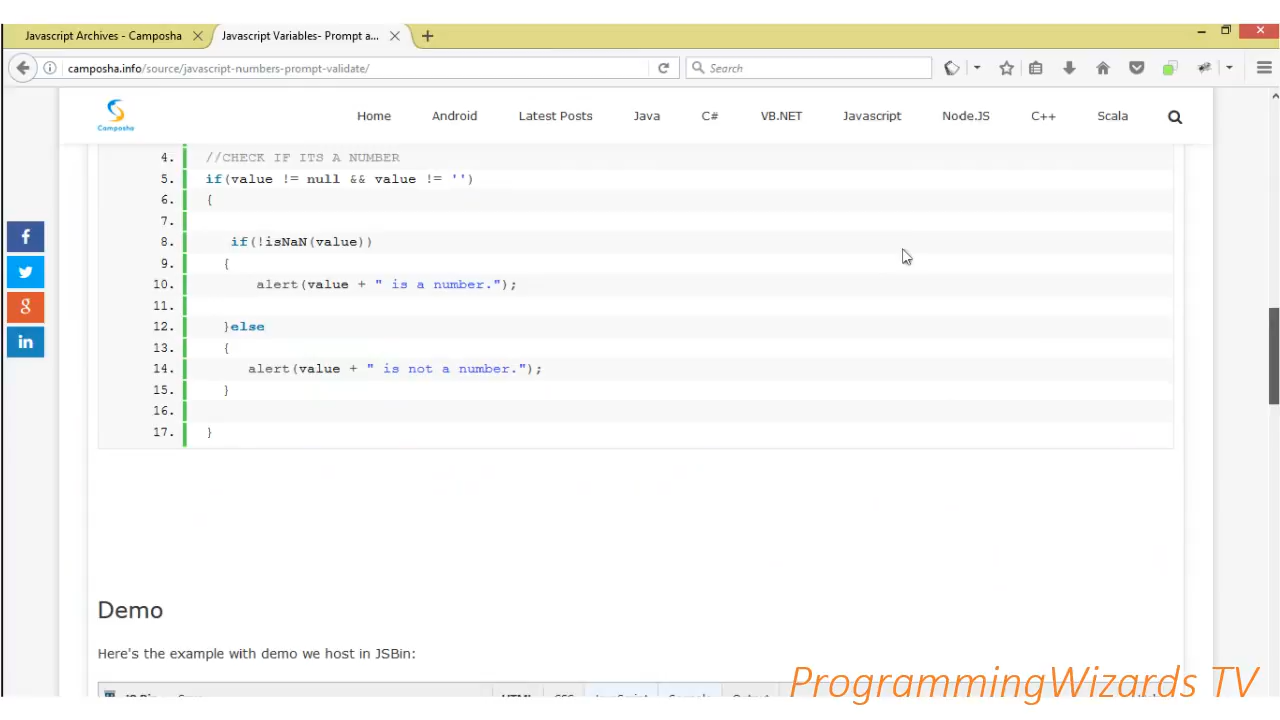 Javascript Archives - Camposha
Javascript Variables- Prompt a...
camposha.info/source/javascript-numbers-prompt-validate/
Search
Camposha
Home
Android
Latest Posts
Java
C#
VB.NET
Javascript
Node.JS
C++
Scala
4. //CHECK IF ITS A NUMBER
5. if(value != null && value != '')
6. {
7.
8. if(!isNaN(value))
9. {
10. alert(value + " is a number.");
11.
12. }else
13. {
14. alert(value + " is not a number.");
15. }
16.
17. }
f
8
in
Demo
Here's the example with demo we host in JSBin:
ProgrammingWizards TV